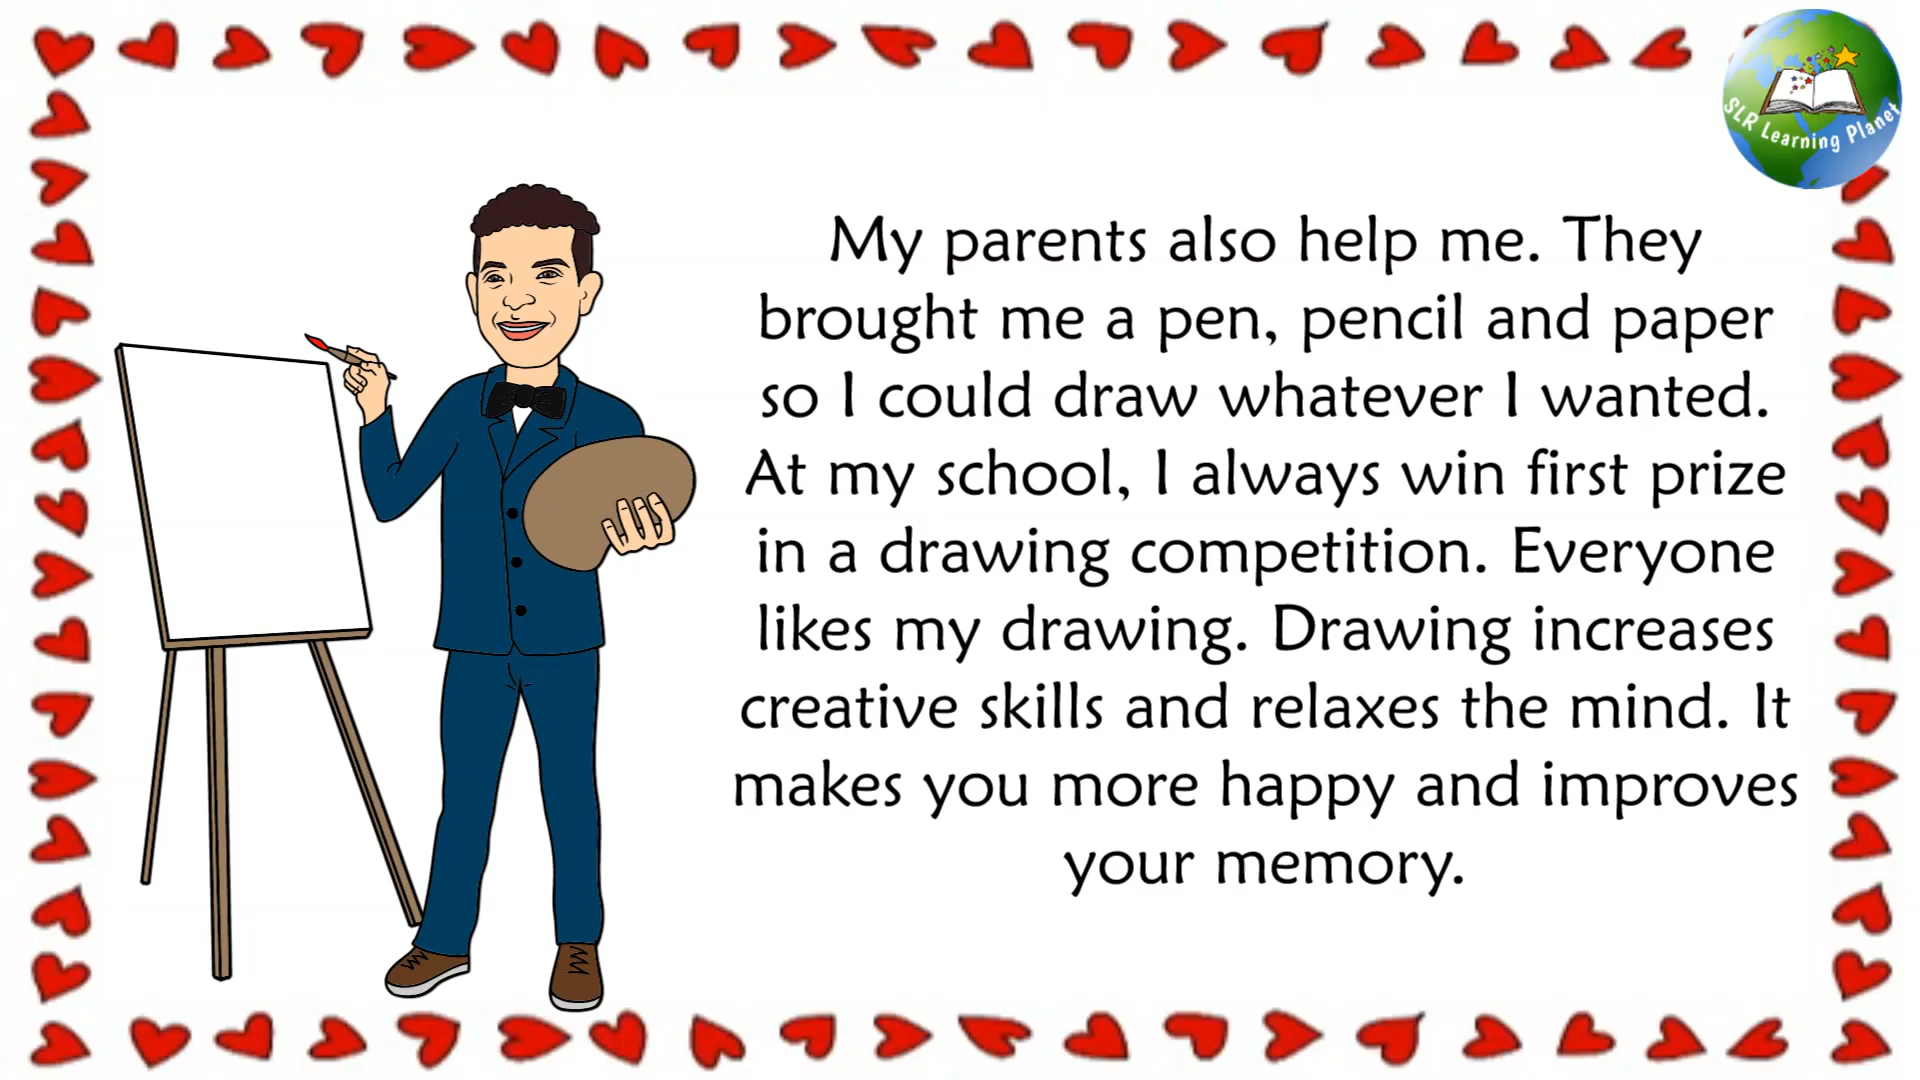 SLR Learning Planet
My parents also help me. They
brought me a pen, pencil and paper
so I could draw whatever I wanted.
At my school, I always win first prize
in a drawing competition. Everyone
likes my drawing. Drawing increases
creative skills and relaxes the mind. It
makes you more happy and improves
your memory.